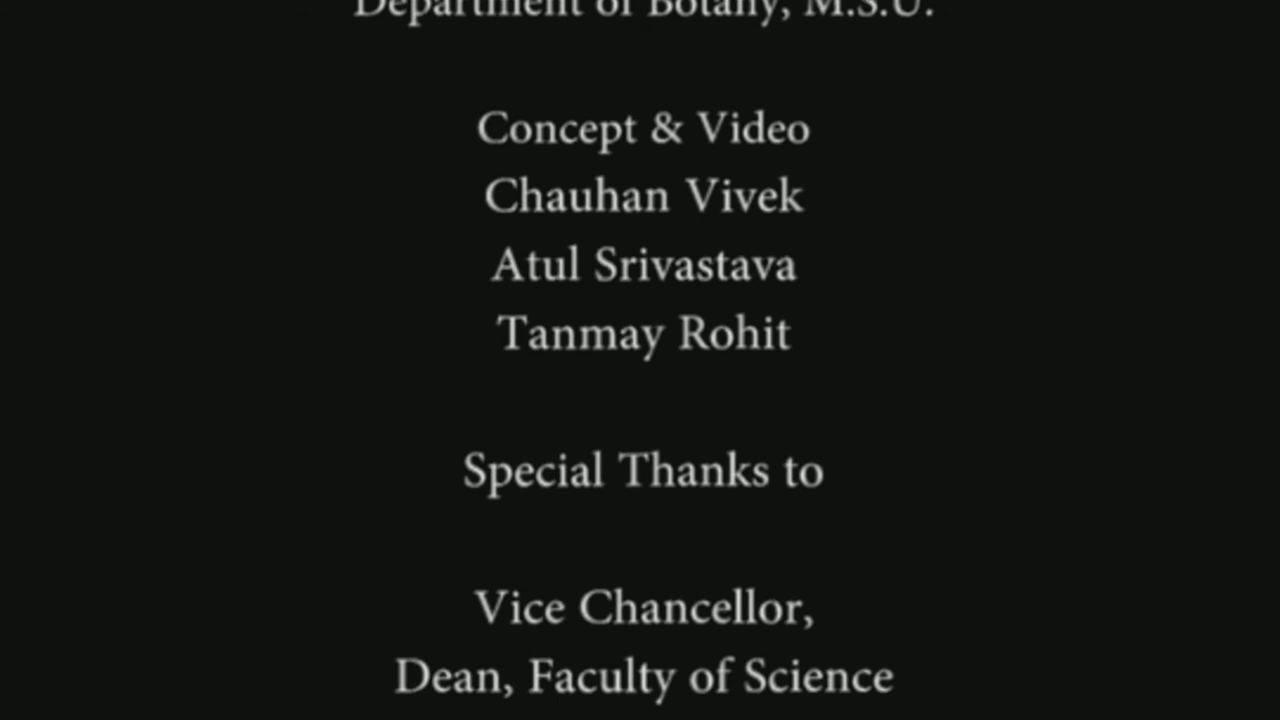 Department of Botany, M.S.U.
Concept & Video
Chauhan Vivek
Atul Srivastava
Tanmay Rohit
Special Thanks to
Vice Chancellor,
Dean, Faculty of Science